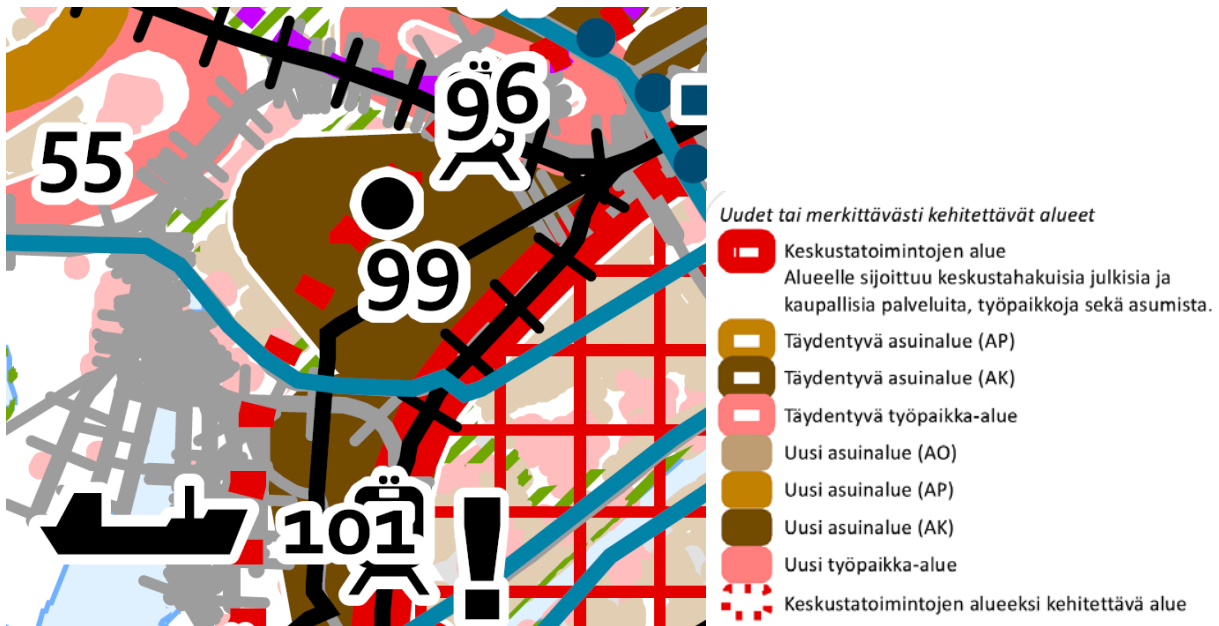 96
55
99
101
!
Uudet tai merkittävästi kehitettävät alueet
Keskustatoimintojen alue
Alueelle sijoittuu keskustahakuisia julkisia ja
kaupallisia palveluita, työpaikkoja sekä asumista.
Täydentyvä asuinalue (AP)
Täydentyvä asuinalue (AK)
Täydentyvä työpaikka-alue
Uusi asuinalue (AO)
Uusi asuinalue (AP)
Uusi asuinalue (AK)
Uusi työpaikka-alue
Keskustatoimintojen alueeksi kehitettävä alue